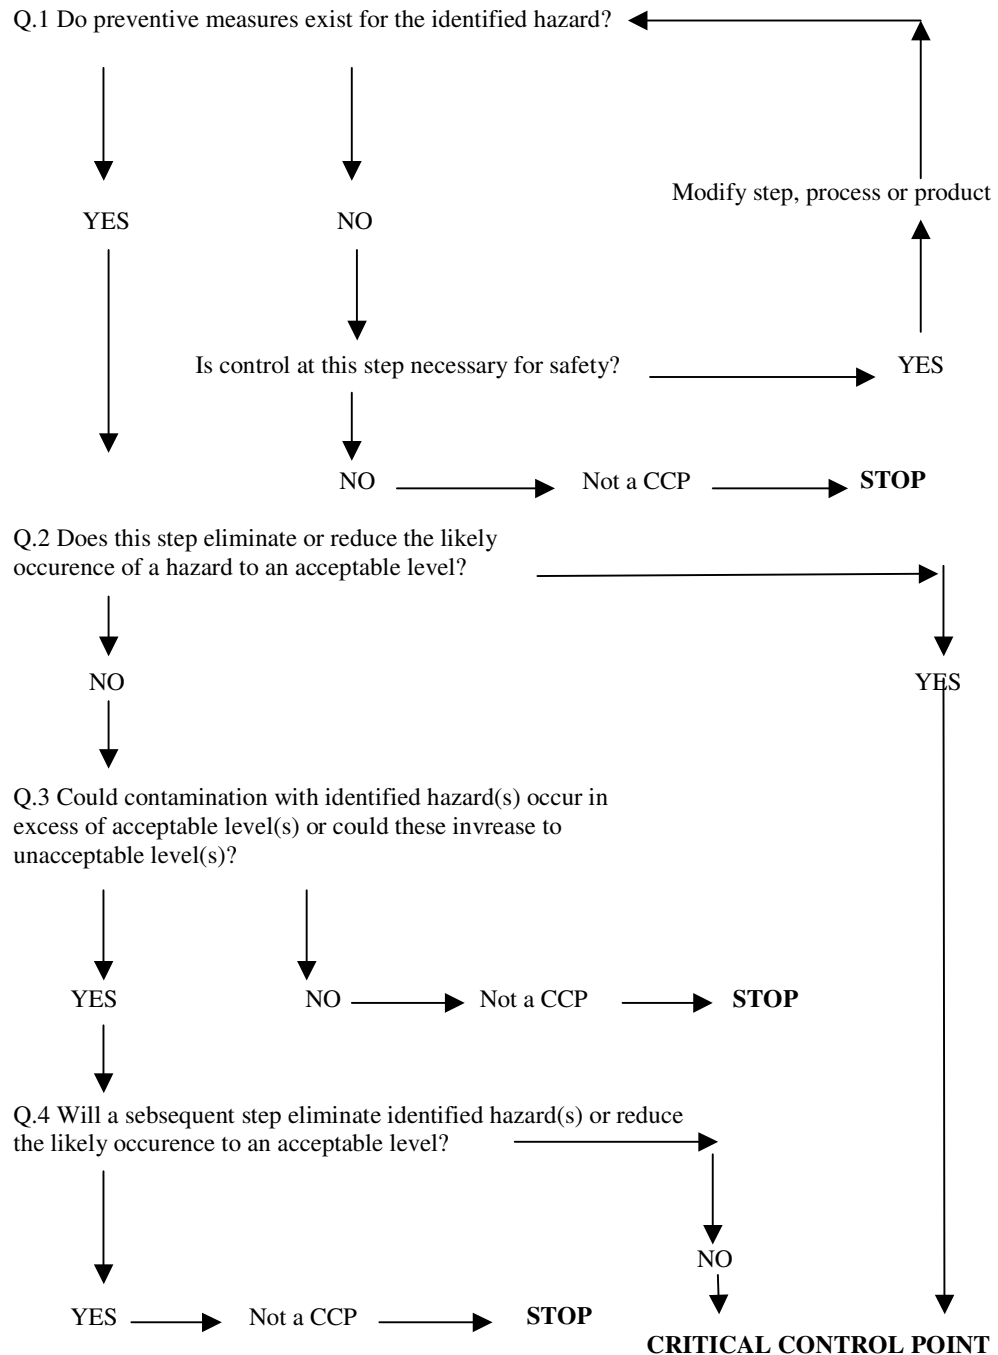 Q.1 Do preventive measures exist for the identified hazard?
Modify step, process or product
YES
NO
Is control at this step necessary for safety?
YES
NO
Not a CCP
STOP
Q.2 Does this step eliminate or reduce the likely
occurence of a hazard to an acceptable level?
NO
YES
Q.3 Could contamination with identified hazard(s) occur in
excess of acceptable level(s) or could these invrease to
unacceptable level(s)?
YES
NO
Not a CCP
STOP
Q.4 Will a sebsequent step eliminate identified hazard(s) or reduce
the likely occurence to an acceptable level?
NO
YES
Not a CCP
STOP
CRITICAL CONTROL POINT